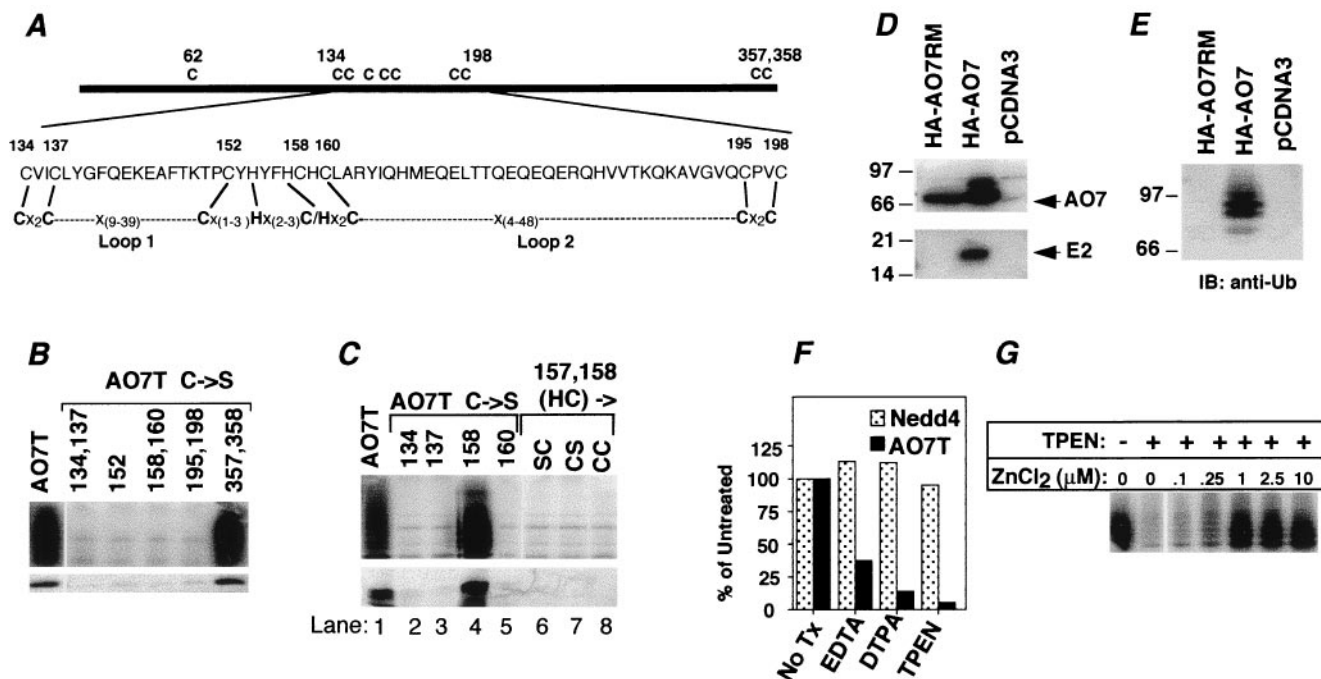 A
62 134 198 357,358
C CC C CC CC CC
134 137 152 158 160 195 198
CVICLYGFQEKEAFTKTPCYHYFHCHCLARYIQHMEQELTTQEQEQERQHVVTKQKAVGVQCPVC
Cx2C X(9-39) Cx(1-3) Hx(2-3)C/Hx2C X(4-48) Cx2C
Loop 1 Loop 2
D
HA-AO7RM
HA-AO7
pCDNA3
97
66
AO7
21
14
E2
E
HA-AO7RM
HA-AO7
pCDNA3
97
66
IB: anti-Ub
B
AO7T C->S
AO7T
134,137
152
158,160
195,198
357,358
C
157,158
AO7T C->S (HC) ->
AO7T
134
137
158
160
SC
CS
CC
Lane: 1 2 3 4 5 6 7 8
F
Nedd4
AO7T
% of Untreated
125
100
75
50
25
0
No Tx
EDTA
DTPA
TPEN
G
TPEN: - + + + + + +
ZnCl2 (μM): 0 0 .1 .25 1 2.5 10